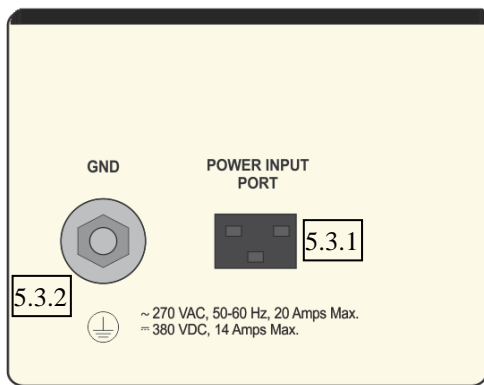 GND
POWER INPUT
PORT
5.3.1
5.3.2
~ 270 VAC, 50-60 Hz, 20 Amps Max.
⎓ 380 VDC, 14 Amps Max.